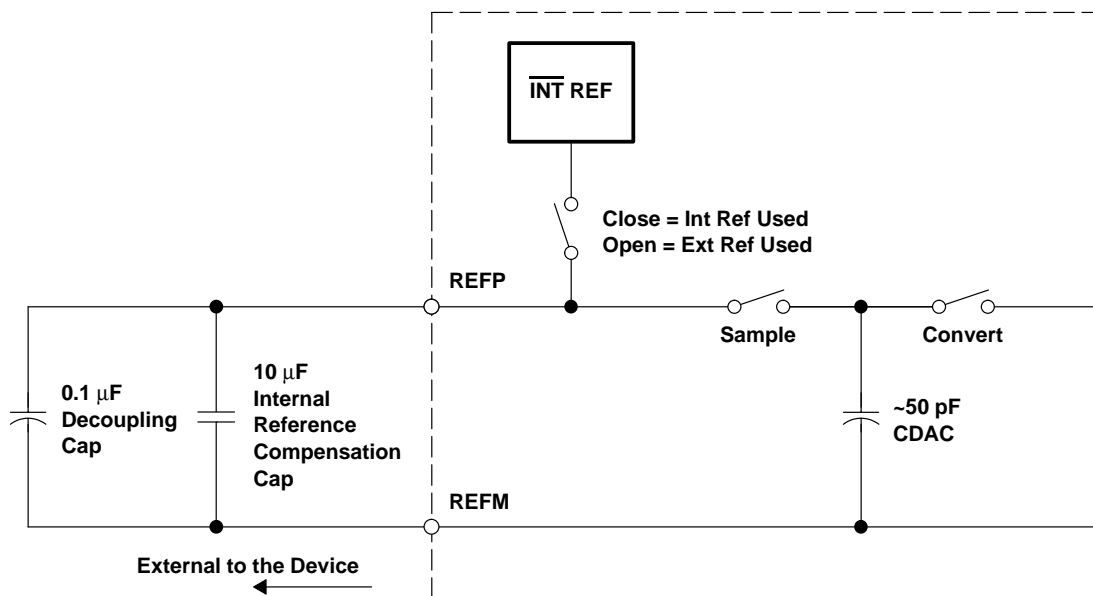 INT REF
Close = Int Ref Used
Open = Ext Ref Used
REFP
Sample
Convert
0.1 μF
Decoupling
Cap
10 μF
Internal
Reference
Compensation
Cap
~50 pF
CDAC
REFM
External to the Device